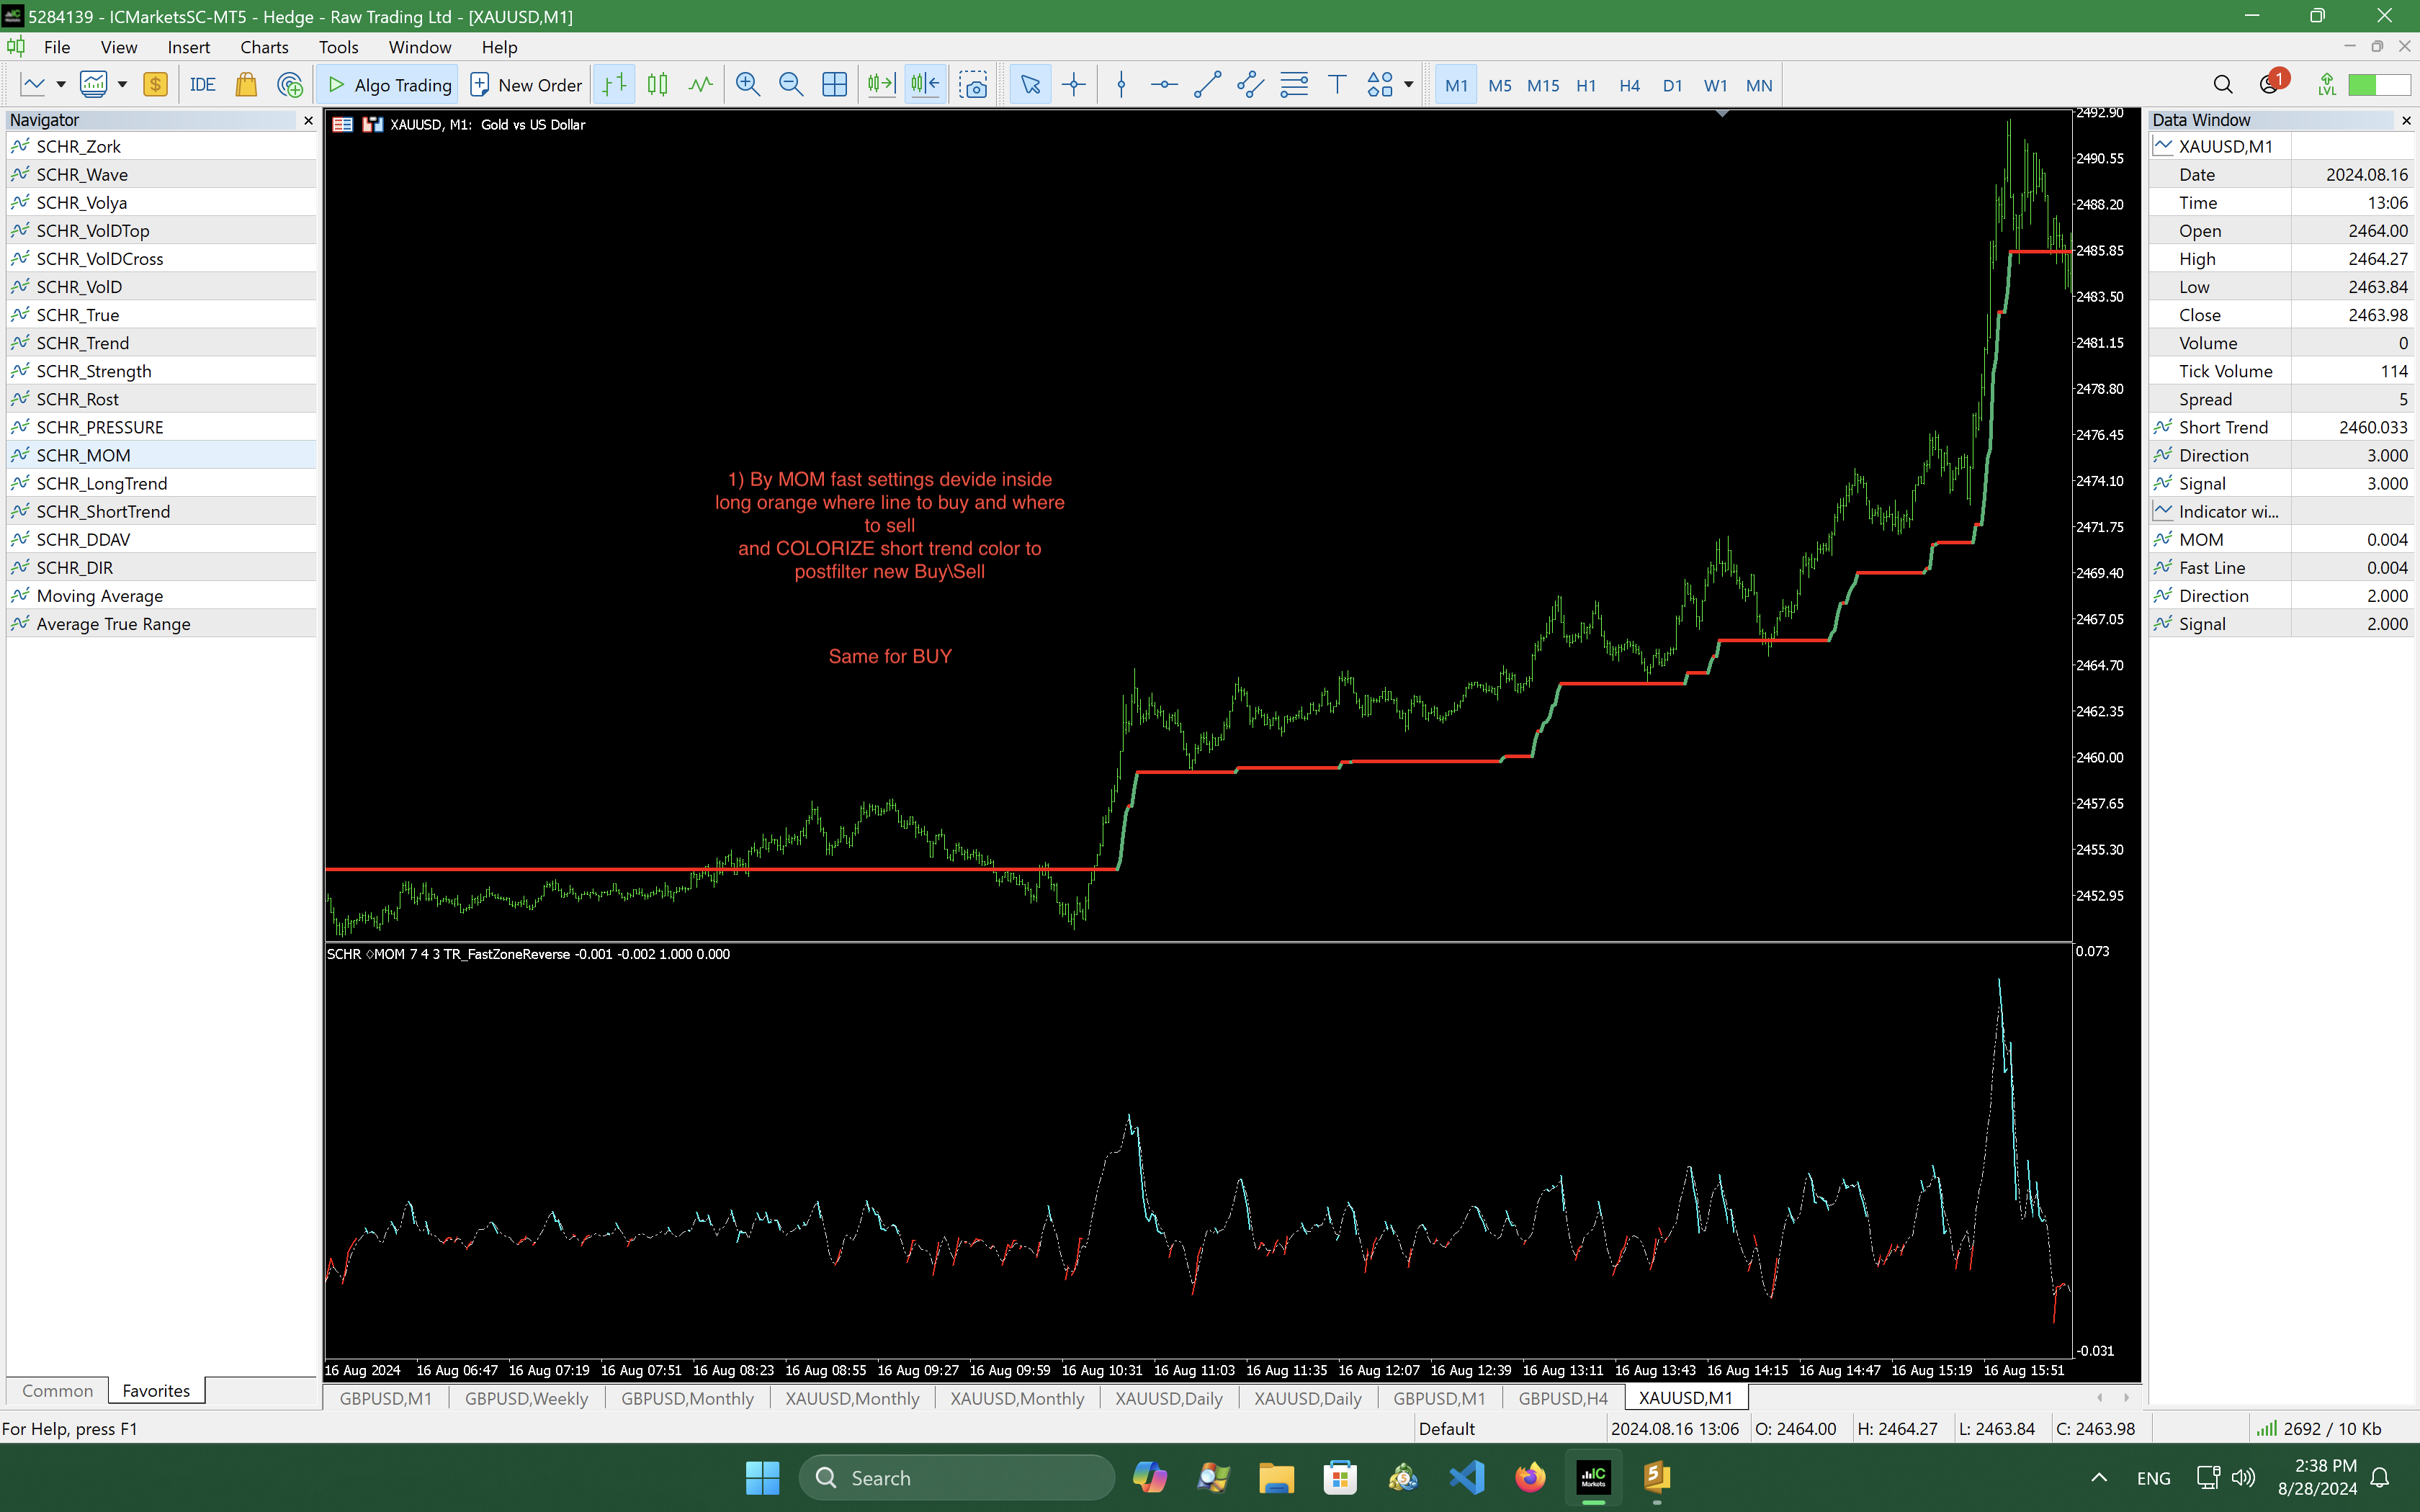 5284139 - ICMarketsSC-MT5 - Hedge - Raw Trading Ltd - [XAUUSD,M1]
File View Insert Charts Tools Window Help
$ IDE Algo Trading New Order T M1 M5 M15 H1 H4 D1 W1 MN 1 LVL
Navigator
SCHR_Zork
SCHR_Wave
SCHR_Volya
SCHR_VolDTop
SCHR_VolDCross
SCHR_VolD
SCHR_True
SCHR_Trend
SCHR_Strength
SCHR_Rost
SCHR_PRESSURE
SCHR_MOM
SCHR_LongTrend
SCHR_ShortTrend
SCHR_DDAV
SCHR_DIR
Moving Average
Average True Range
Common Favorites
XAUUSD, M1: Gold vs US Dollar
1) By MOM fast settings devide inside
long orange where line to buy and where
to sell
and COLORIZE short trend color to
postfilter new Buy\Sell
Same for BUY
2492.90
2490.55
2488.20
2485.85
2483.50
2481.15
2478.80
2476.45
2474.10
2471.75
2469.40
2467.05
2464.70
2462.35
2460.00
2457.65
2455.30
2452.95
SCHR ◊MOM 7 4 3 TR_FastZoneReverse -0.001 -0.002 1.000 0.000
0.073
-0.031
16 Aug 2024 16 Aug 06:47 16 Aug 07:19 16 Aug 07:51 16 Aug 08:23 16 Aug 08:55 16 Aug 09:27 16 Aug 09:59 16 Aug 10:31 16 Aug 11:03 16 Aug 11:35 16 Aug 12:07 16 Aug 12:39 16 Aug 13:11 16 Aug 13:43 16 Aug 14:15 16 Aug 14:47 16 Aug 15:19 16 Aug 15:51
GBPUSD,M1 GBPUSD,Weekly GBPUSD,Monthly XAUUSD,Monthly XAUUSD,Monthly XAUUSD,Daily XAUUSD,Daily GBPUSD,M1 GBPUSD,H4 XAUUSD,M1
Data Window
XAUUSD,M1
Date 2024.08.16
Time 13:06
Open 2464.00
High 2464.27
Low 2463.84
Close 2463.98
Volume 0
Tick Volume 114
Spread 5
Short Trend 2460.033
Direction 3.000
Signal 3.000
Indicator wi...
MOM 0.004
Fast Line 0.004
Direction 2.000
Signal 2.000
For Help, press F1 Default 2024.08.16 13:06 O: 2464.00 H: 2464.27 L: 2463.84 C: 2463.98 2692 / 10 Kb
Search IC Markets 5 ENG 2:38 PM
8/28/2024